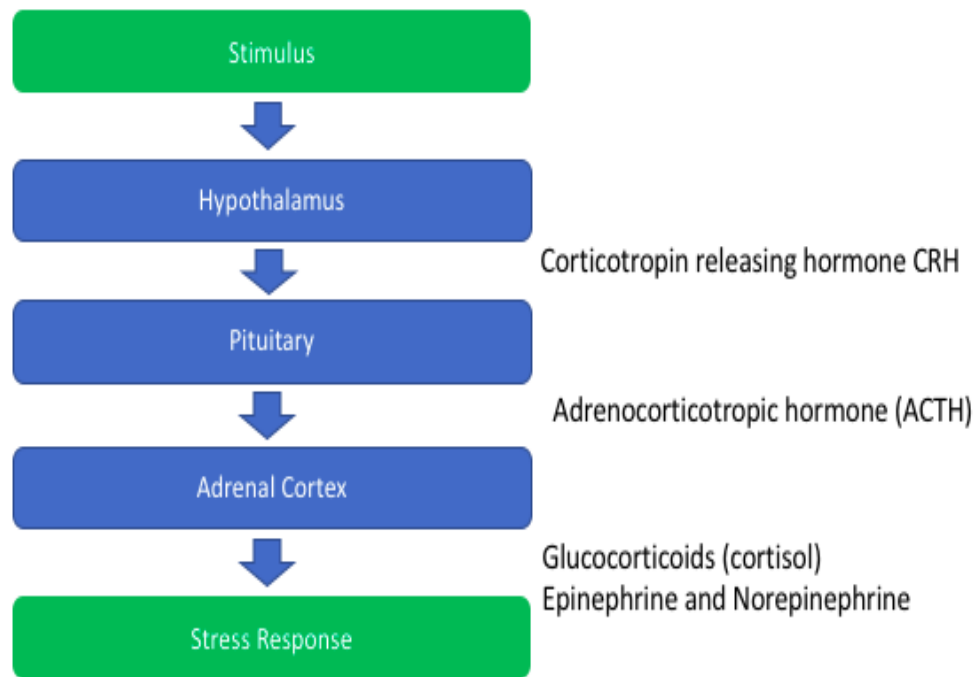 Stimulus
Hypothalamus
Corticotropin releasing hormone CRH
Pituitary
Adrenocorticotropic hormone (ACTH)
Adrenal Cortex
Glucocorticoids (cortisol)
Epinephrine and Norepinephrine
Stress Response